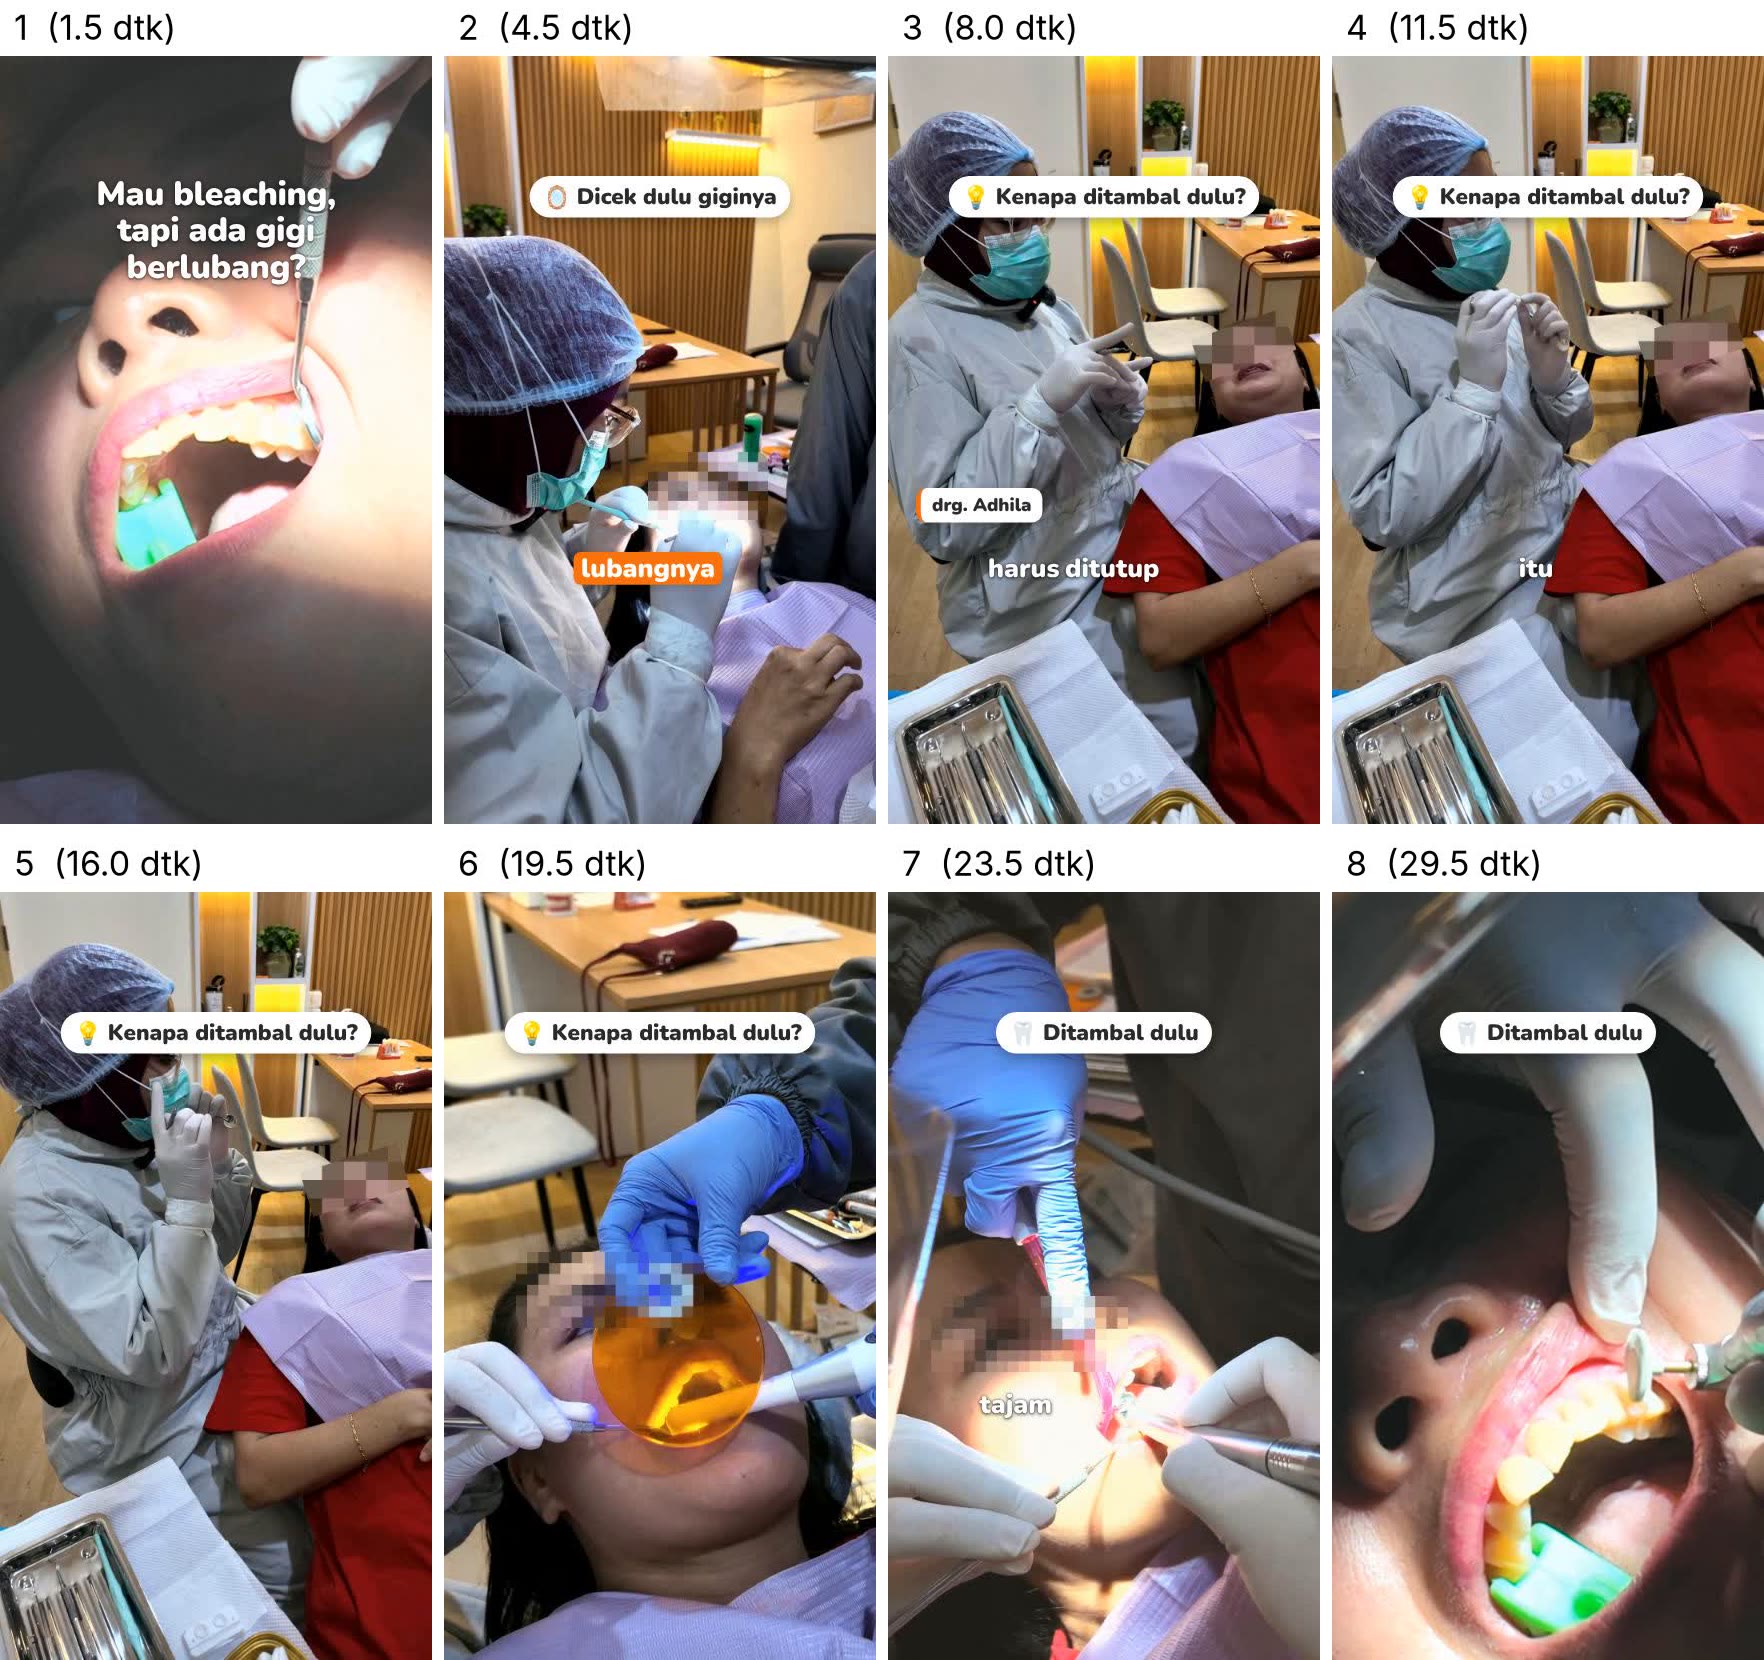 1 (1.5 dtk)
Mau bleaching,
tapi ada gigi
berlubang?
2 (4.5 dtk)
Dicek dulu giginya
lubangnya
3 (8.0 dtk)
💡 Kenapa ditambal dulu?
drg. Adhila
harus ditutup
4 (11.5 dtk)
💡 Kenapa ditambal dulu?
itu
5 (16.0 dtk)
💡 Kenapa ditambal dulu?
6 (19.5 dtk)
💡 Kenapa ditambal dulu?
7 (23.5 dtk)
🦷 Ditambal dulu
tajam
8 (29.5 dtk)
🦷 Ditambal dulu